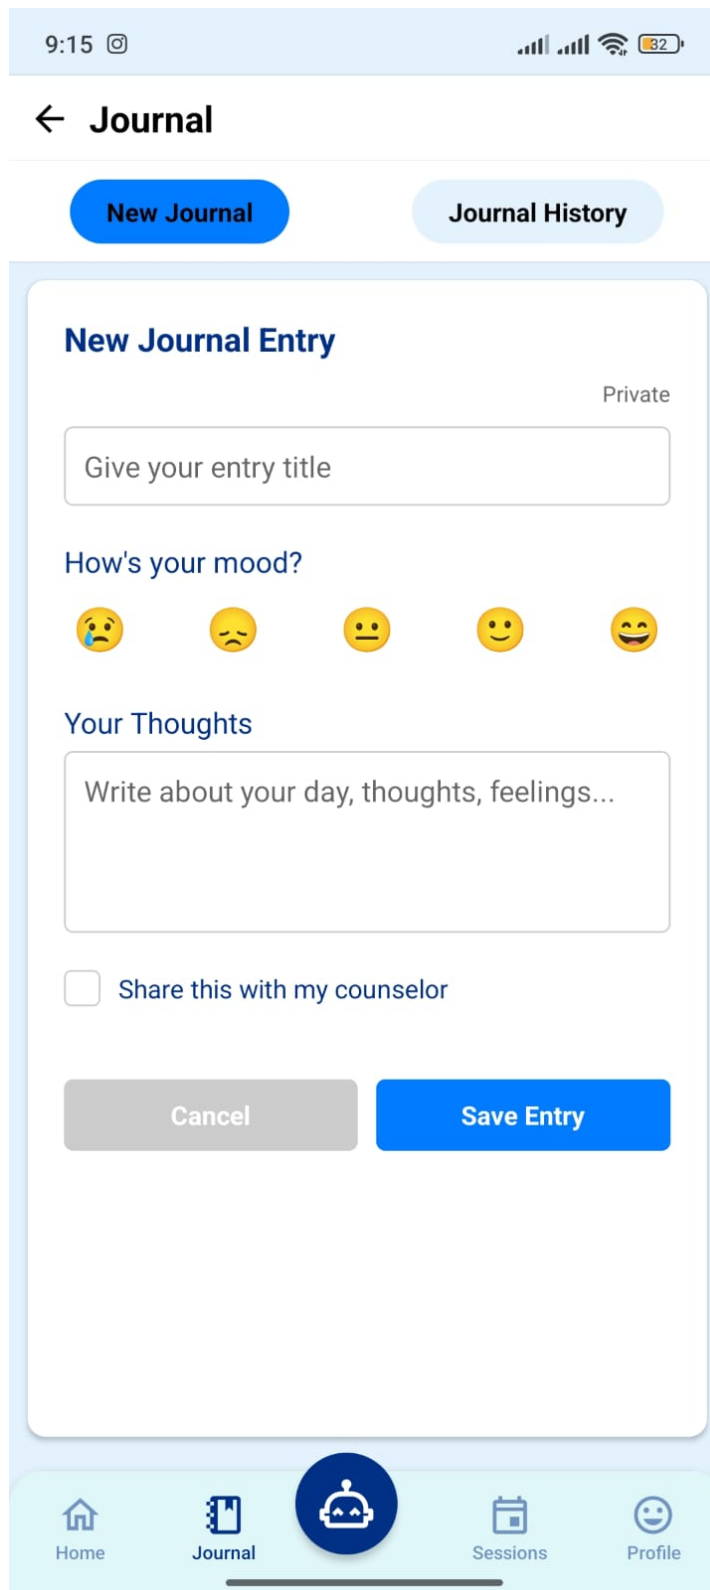 9:15
32
Journal
New Journal
Journal History
New Journal Entry
Private
Give your entry title
How's your mood?
Your Thoughts
Write about your day, thoughts, feelings...
Share this with my counselor
Cancel
Save Entry
Home
Journal
Sessions
Profile